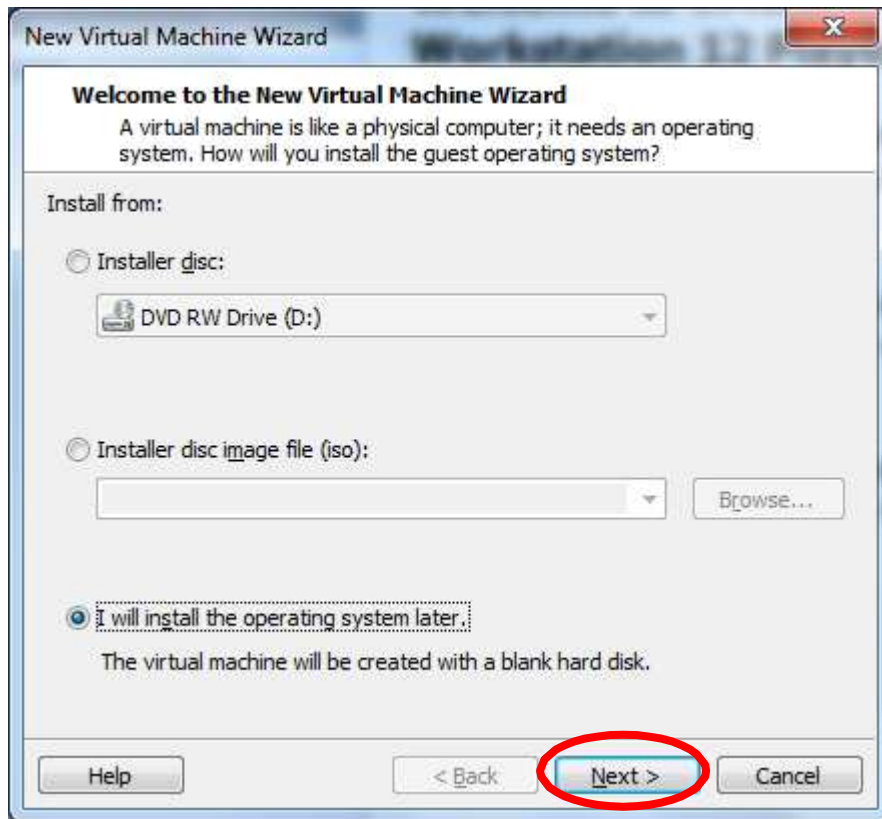 New Virtual Machine Wizard
Workstation 12
Welcome to the New Virtual Machine Wizard
A virtual machine is like a physical computer; it needs an operating
system. How will you install the guest operating system?
Install from:
Installer disc:
DVD RW Drive (D:)
Installer disc image file (iso):
Browse...
I will install the operating system later.
The virtual machine will be created with a blank hard disk.
Help
< Back
Next >
Cancel